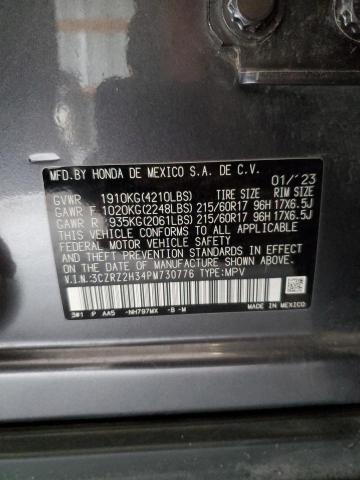 MFD.BY HONDA DE MEXICO S.A. DE C.V. 01/'23
GVWR 1910KG(4210LBS) TIRE SIZE RIM SIZE
GAWR F 1020KG(2248LBS) 215/60R17 96H 17X6.5J
GAWR R 935KG(2061LBS) 215/60R17 96H 17X6.5J
THIS VEHICLE CONFORMS TO ALL APPLICABLE
FEDERAL MOTOR VEHICLE SAFETY AND THEFT
PREVENTION STANDARDS IN EFFECT ON THE
DATE OF MANUFACTURE SHOWN ABOVE.
V.I.N.:3CZRZ2H34PM730776 TYPE:MPV
3#1 P AA5 -NH797MX -B -M MADE IN MEXICO